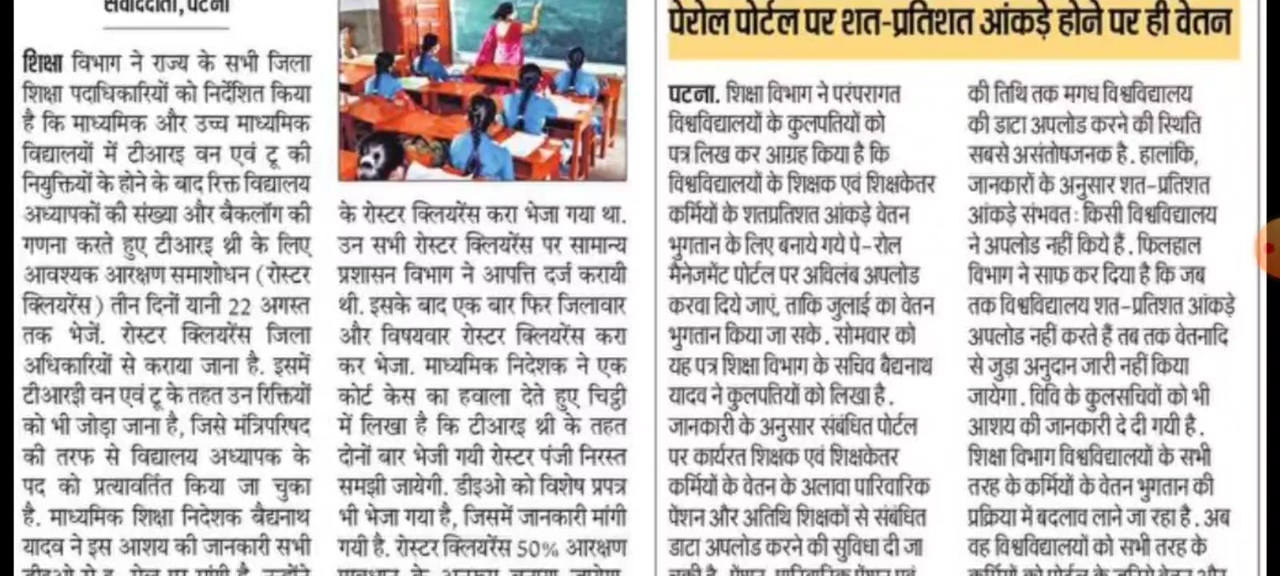 संवाददाता, पटना
शिक्षा विभाग ने राज्य के सभी जिला
शिक्षा पदाधिकारियों को निर्देशित किया
है कि माध्यमिक और उच्च माध्यमिक
विद्यालयों में टीआरइ वन एवं टू की
नियुक्तियों के होने के बाद रिक्त विद्यालय
अध्यापकों की संख्या और बैकलॉग की
गणना करते हुए टीआरइ थ्री के लिए
आवश्यक आरक्षण समाशोधन (रोस्टर
क्लियरेंस) तीन दिनों यानी 22 अगस्त
तक भेजें. रोस्टर क्लियरेंस जिला
अधिकारियों से कराया जाना है. इसमें
टीआरइी वन एवं टू के तहत उन रिक्तियों
को भी जोड़ा जाना है, जिसे मंत्रिपरिषद
की तरफ से विद्यालय अध्यापक के
पद को प्रत्यावर्तित किया जा चुका
है. माध्यमिक शिक्षा निदेशक बैद्यनाथ
यादव ने इस आशय की जानकारी सभी
के रोस्टर क्लियरेंस करा भेजा गया था.
उन सभी रोस्टर क्लियरेंस पर सामान्य
प्रशासन विभाग ने आपत्ति दर्ज करायी
थी. इसके बाद एक बार फिर जिलावार
और विषयवार रोस्टर क्लियरेंस करा
कर भेजा. माध्यमिक निदेशक ने एक
कोर्ट केस का हवाला देते हुए चिट्ठी
में लिखा है कि टीआरइ थ्री के तहत
दोनों बार भेजी गयी रोस्टर पंजी निरस्त
समझी जायेगी. डीइओ को विशेष प्रपत्र
भी भेजा गया है, जिसमें जानकारी मांगी
गयी है. रोस्टर क्लियरेंस 50% आरक्षण
पेरोल पोर्टल पर शत-प्रतिशत आंकड़े होने पर ही वेतन
पटना. शिक्षा विभाग ने परंपरागत
विश्वविद्यालयों के कुलपतियों को
पत्र लिख कर आग्रह किया है कि
विश्वविद्यालयों के शिक्षक एवं शिक्षकेतर
कर्मियों के शतप्रतिशत आंकड़े वेतन
भुगतान के लिए बनाये गये पे-रोल
मैनेजमेंट पोर्टल पर अविलंब अपलोड
करवा दिये जाएं, ताकि जुलाई का वेतन
भुगतान किया जा सके. सोमवार को
यह पत्र शिक्षा विभाग के सचिव बैद्यनाथ
यादव ने कुलपतियों को लिखा है.
जानकारी के अनुसार संबंधित पोर्टल
पर कार्यरत शिक्षक एवं शिक्षकेतर
कर्मियों के वेतन के अलावा पारिवारिक
पेंशन और अतिथि शिक्षकों से संबंधित
डाटा अपलोड करने की सुविधा दी जा
की तिथि तक मगध विश्वविद्यालय
की डाटा अपलोड करने की स्थिति
सबसे असंतोषजनक है. हालांकि,
जानकारों के अनुसार शत-प्रतिशत
आंकड़े संभवतः किसी विश्वविद्यालय
ने अपलोड नहीं किये हैं. फिलहाल
विभाग ने साफ कर दिया है कि जब
तक विश्वविद्यालय शत-प्रतिशत आंकड़े
अपलोड नहीं करते हैं तब तक वेतनादि
से जुड़ा अनुदान जारी नहीं किया
जायेगा. विवि के कुलसचिवों को भी
आशय की जानकारी दे दी गयी है.
शिक्षा विभाग विश्वविद्यालयों के सभी
तरह के कर्मियों के वेतन भुगतान की
प्रक्रिया में बदलाव लाने जा रहा है. अब
वह विश्वविद्यालयों को सभी तरह के